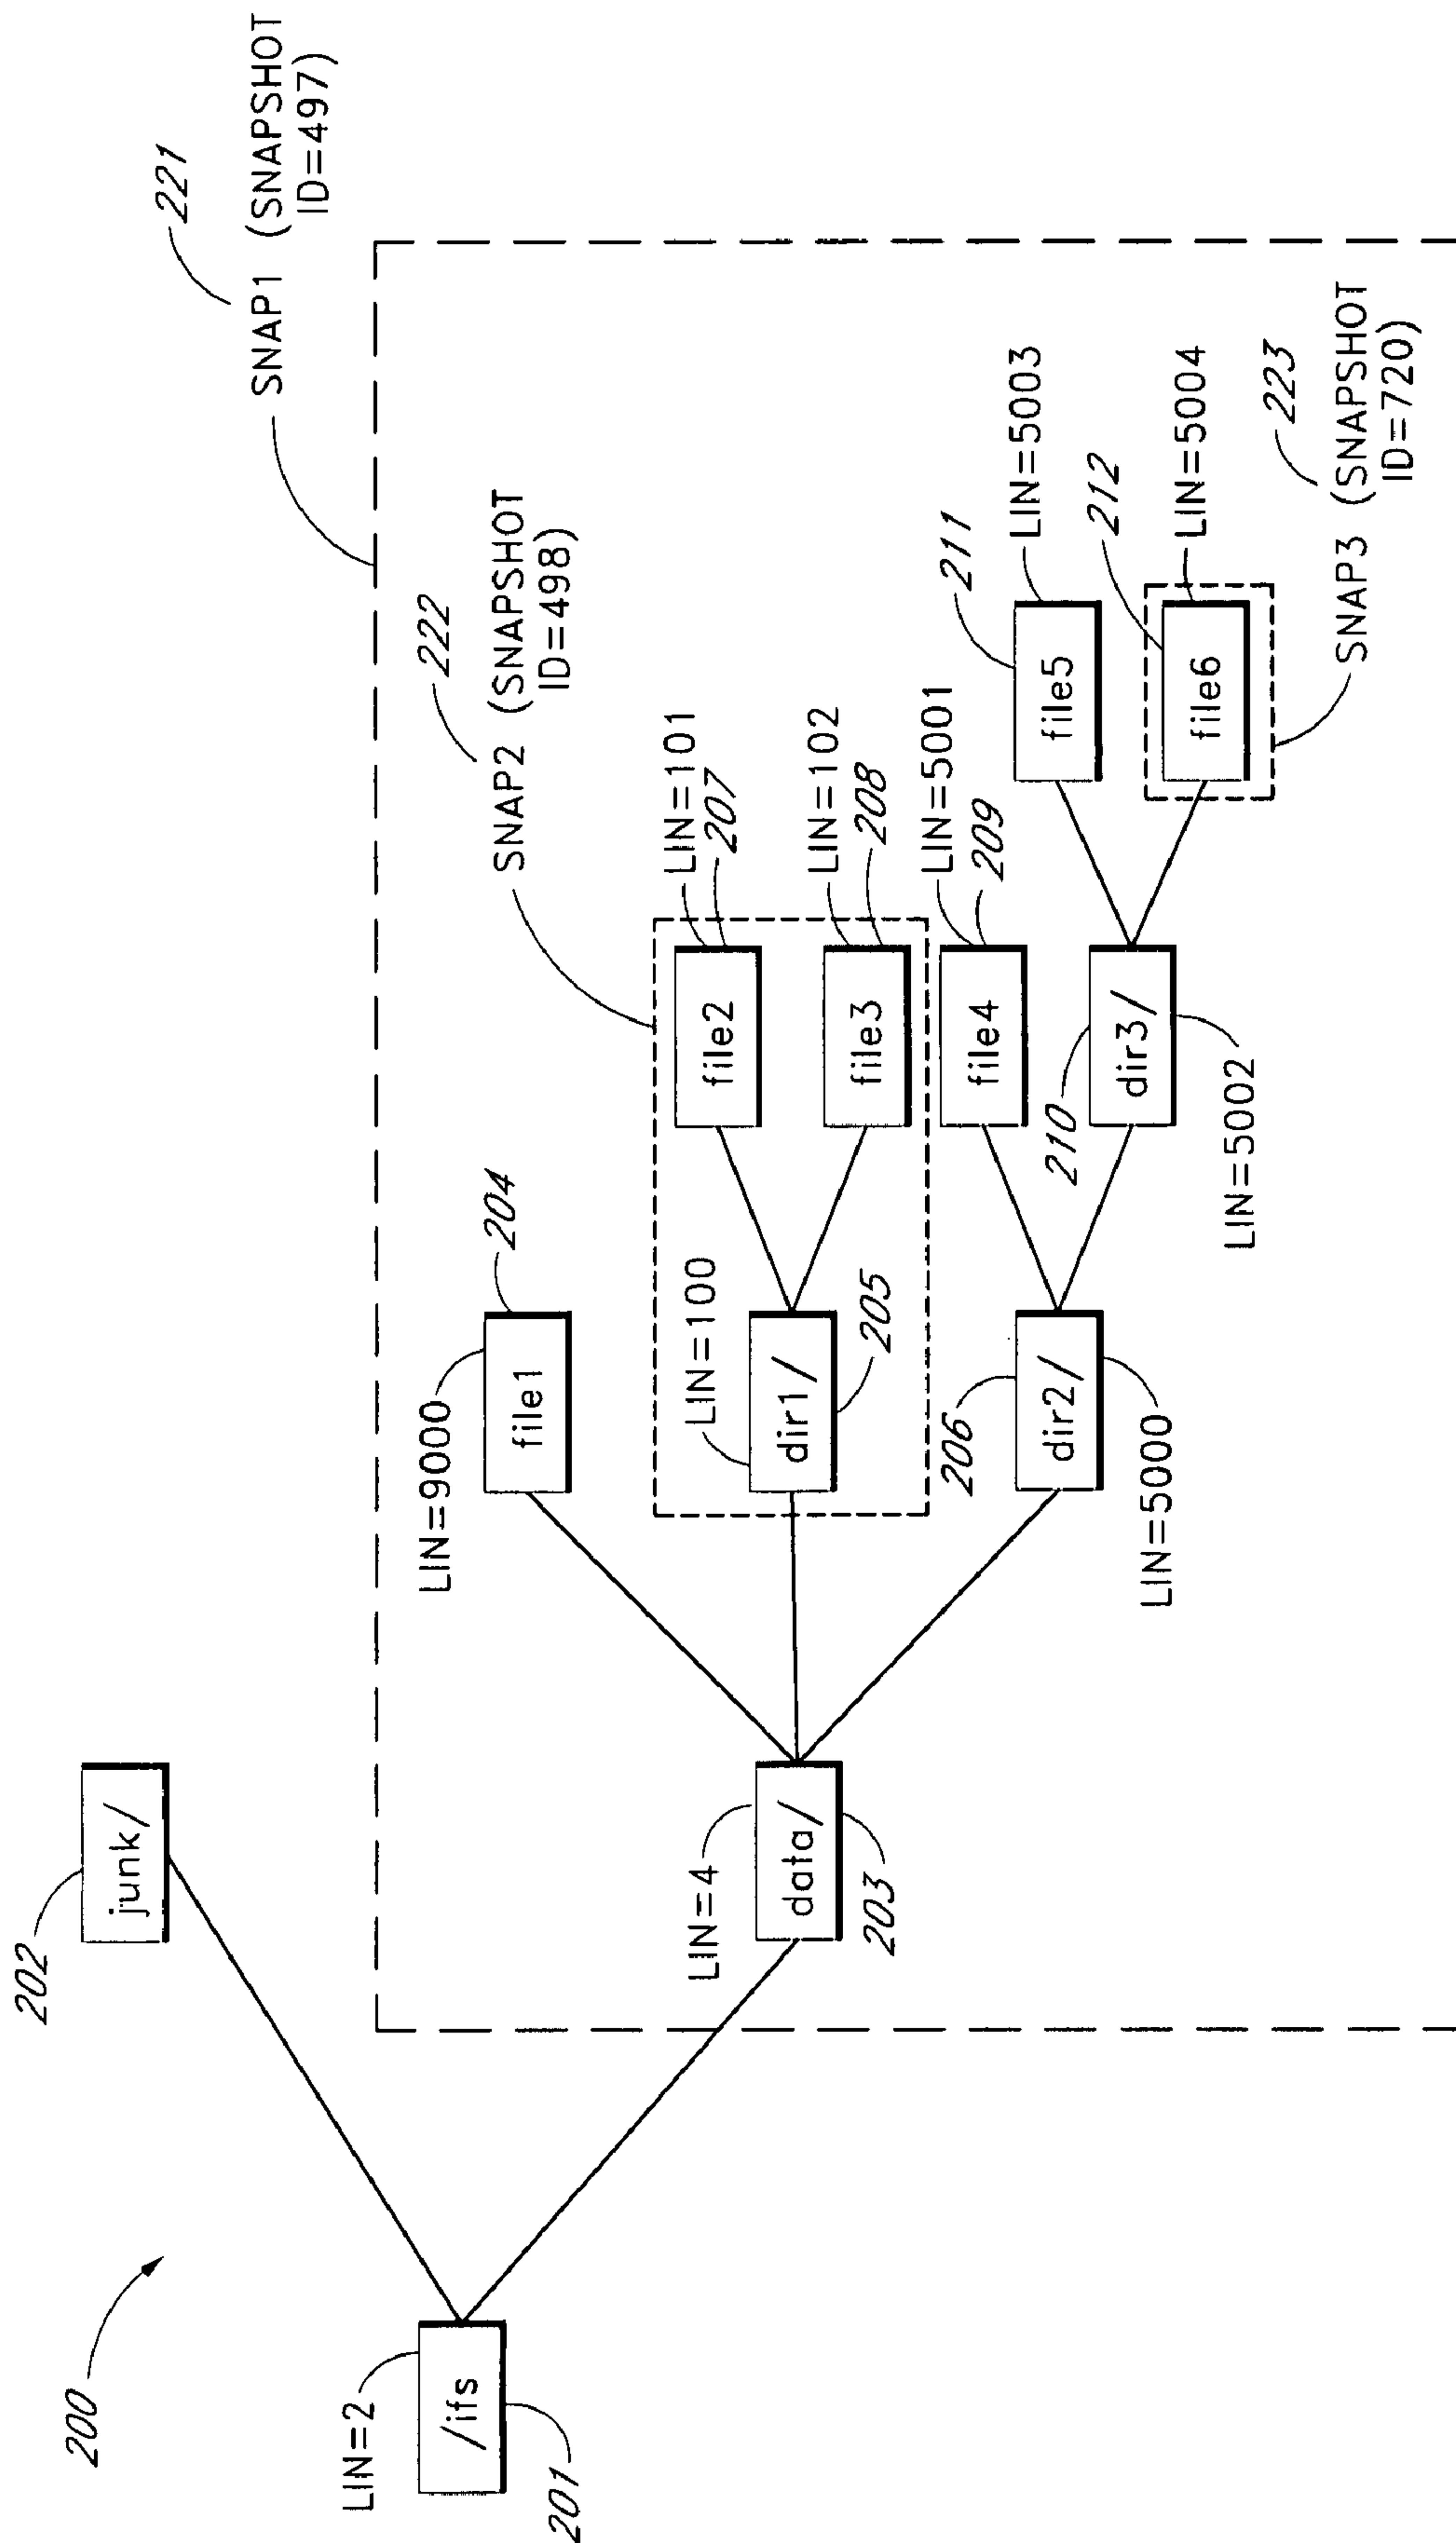 200
LIN=2
/ifs
201
202
junk/
LIN=4
data/
203
221
SNAP1 (SNAPSHOT
ID=497)
LIN=9000
204
file1
222
SNAP2 (SNAPSHOT
ID=498)
LIN=100
dir1/
205
LIN=101
207
file2
LIN=102
208
file3
206
dir2/
LIN=5000
LIN=5001
209
file4
210
dir3/
LIN=5002
211
LIN=5003
file5
212
LIN=5004
file6
223
SNAP3 (SNAPSHOT
ID=720)